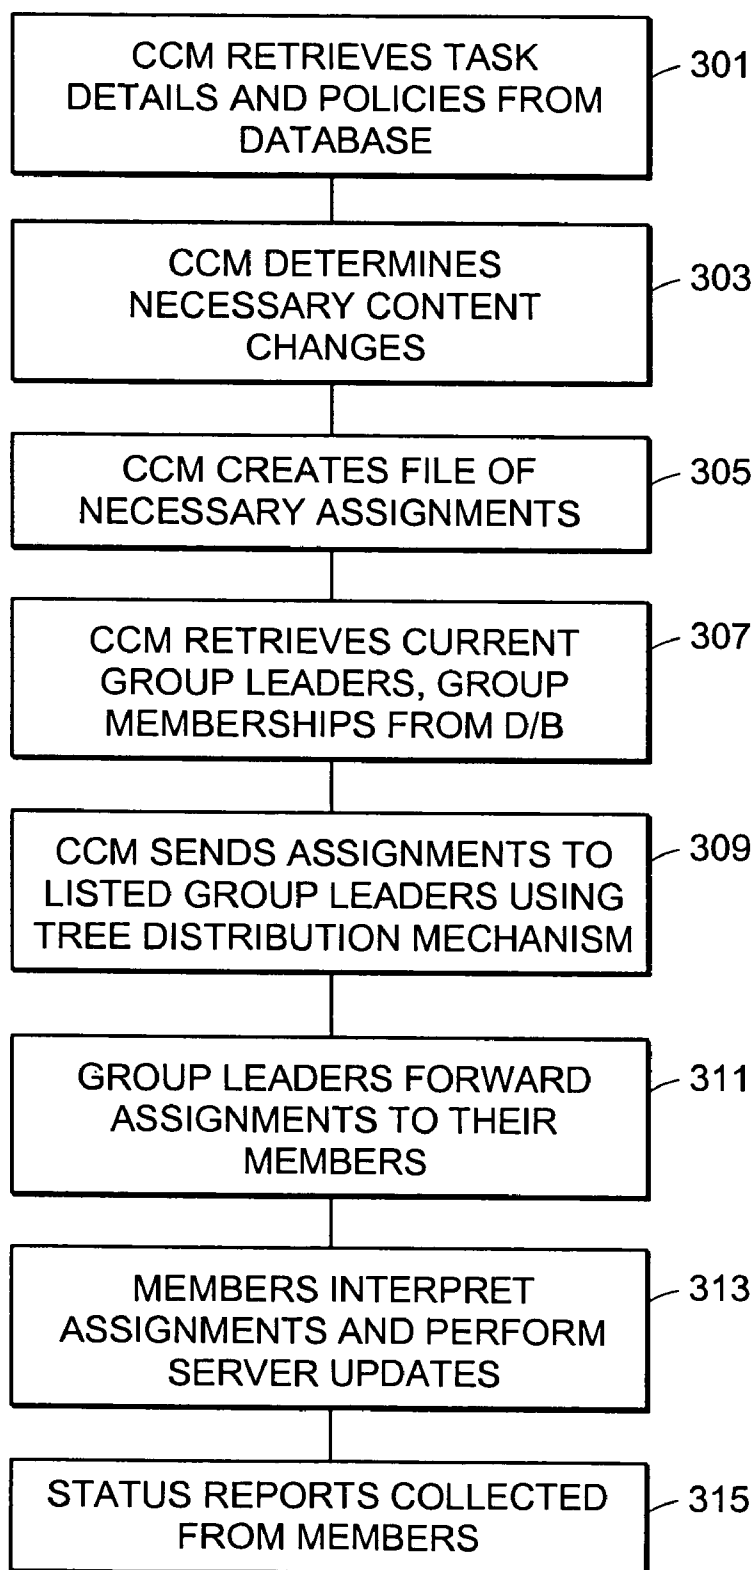 CCM RETRIEVES TASK
DETAILS AND POLICIES FROM
DATABASE
301
CCM DETERMINES
NECESSARY CONTENT
CHANGES
303
CCM CREATES FILE OF
NECESSARY ASSIGNMENTS
305
CCM RETRIEVES CURRENT
GROUP LEADERS, GROUP
MEMBERSHIPS FROM D/B
307
CCM SENDS ASSIGNMENTS TO
LISTED GROUP LEADERS USING
TREE DISTRIBUTION MECHANISM
309
GROUP LEADERS FORWARD
ASSIGNMENTS TO THEIR
MEMBERS
311
MEMBERS INTERPRET
ASSIGNMENTS AND PERFORM
SERVER UPDATES
313
STATUS REPORTS COLLECTED
FROM MEMBERS
315